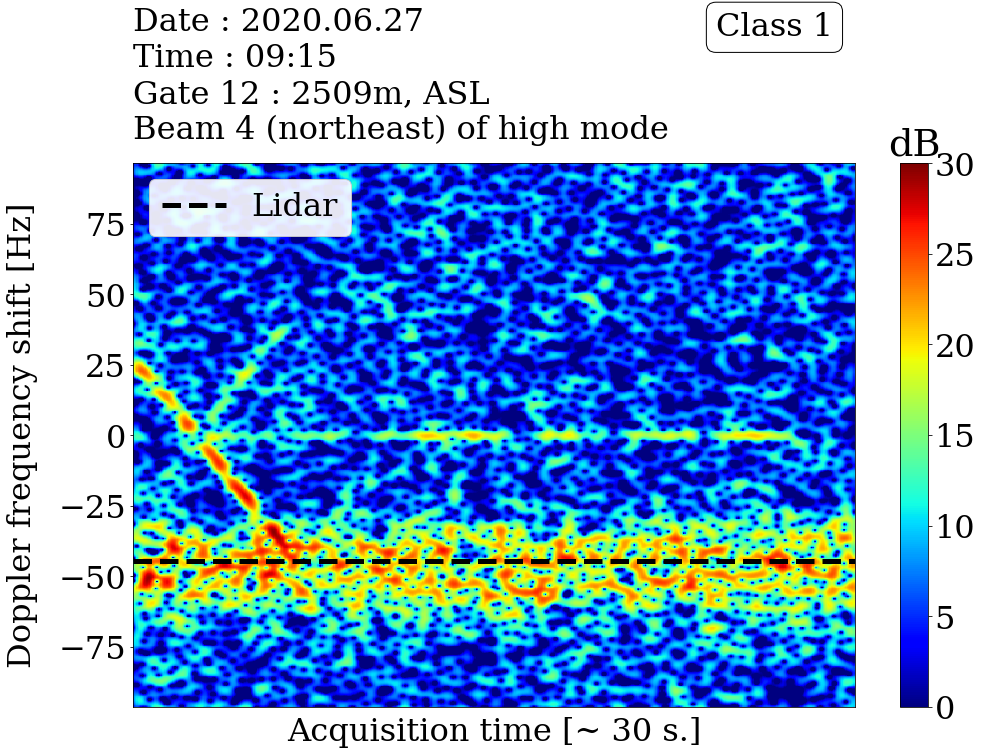 Date : 2020.06.27
Time : 09:15
Gate 12 : 2509m, ASL
Beam 4 (northeast) of high mode
Class 1
dB
Lidar
Doppler frequency shift [Hz]
75
50
25
0
−25
−50
−75
Acquisition time [~ 30 s.]
30
25
20
15
10
5
0